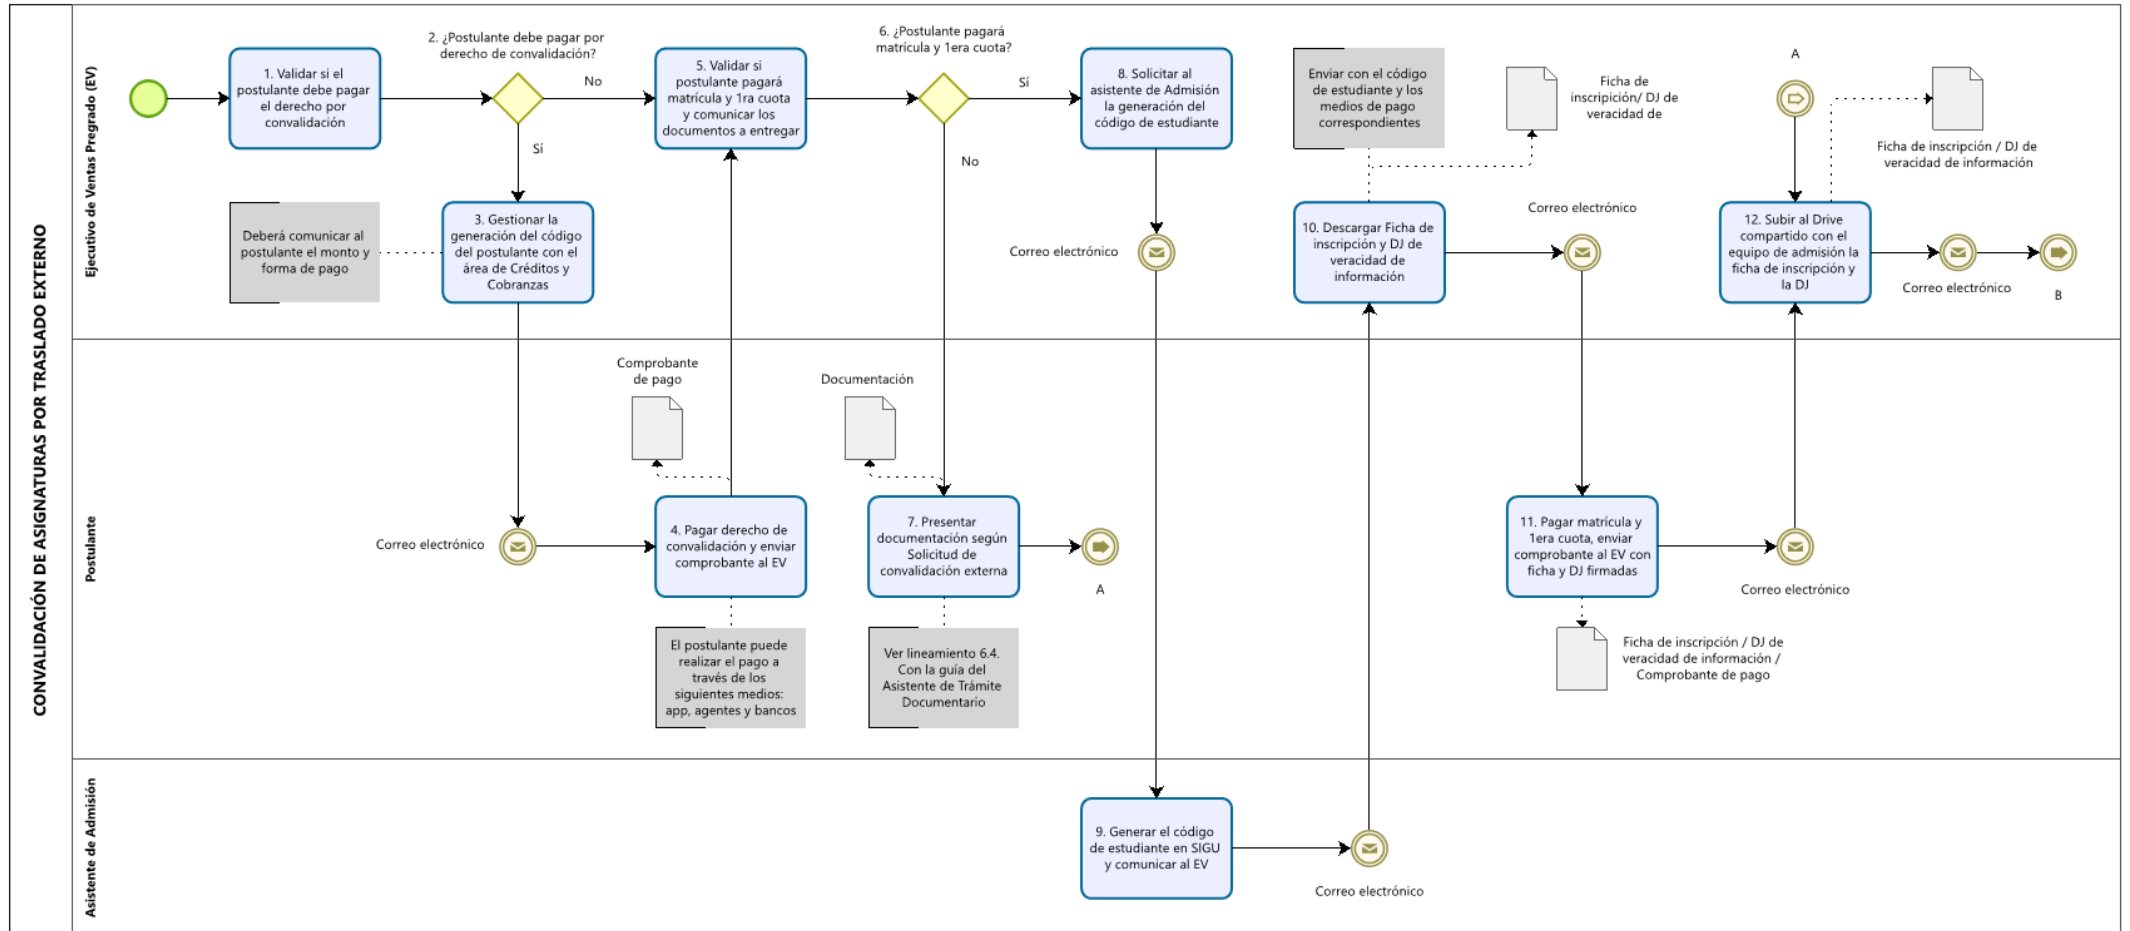 CONVALIDACIÓN DE ASIGNATURAS POR TRASLADO EXTERNO
Ejecutivo de Ventas Pregrado (EV)
1. Validar si el
postulante debe pagar
el derecho por
convalidación
2. ¿Postulante debe pagar por
derecho de convalidación?
No
Sí
Deberá comunicar al
postulante el monto y
forma de pago
3. Gestionar la
generación del código
del postulante con el
área de Créditos y
Cobranzas
5. Validar si
postulante pagará
matrícula y 1ra cuota
y comunicar los
documentos a entregar
6. ¿Postulante pagará
matrícula y 1era cuota?
Sí
No
8. Solicitar al
asistente de Admisión
la generación del
código de estudiante
Correo electrónico
Enviar con el código
de estudiante y los
medios de pago
correspondientes
Ficha de
inscripción/ DJ de
veracidad de
10. Descargar Ficha de
inscripción y DJ de
veracidad de
información
Correo electrónico
A
Ficha de inscripción / DJ de
veracidad de información
12. Subir al Drive
compartido con el
equipo de admisión la
ficha de inscripción y
la DJ
Correo electrónico
B
Postulante
Correo electrónico
Comprobante
de pago
4. Pagar derecho de
convalidación y enviar
comprobante al EV
El postulante puede
realizar el pago a
través de los
siguientes medios:
app, agentes y bancos
Documentación
7. Presentar
documentación según
Solicitud de
convalidación externa
A
Ver lineamiento 6.4.
Con la guía del
Asistente de Trámite
Documentario
11. Pagar matrícula y
1era cuota, enviar
comprobante al EV con
ficha y DJ firmadas
Correo electrónico
Ficha de inscripción / DJ de
veracidad de información /
Comprobante de pago
Asistente de Admisión
9. Generar el código
de estudiante en SIGU
y comunicar al EV
Correo electrónico